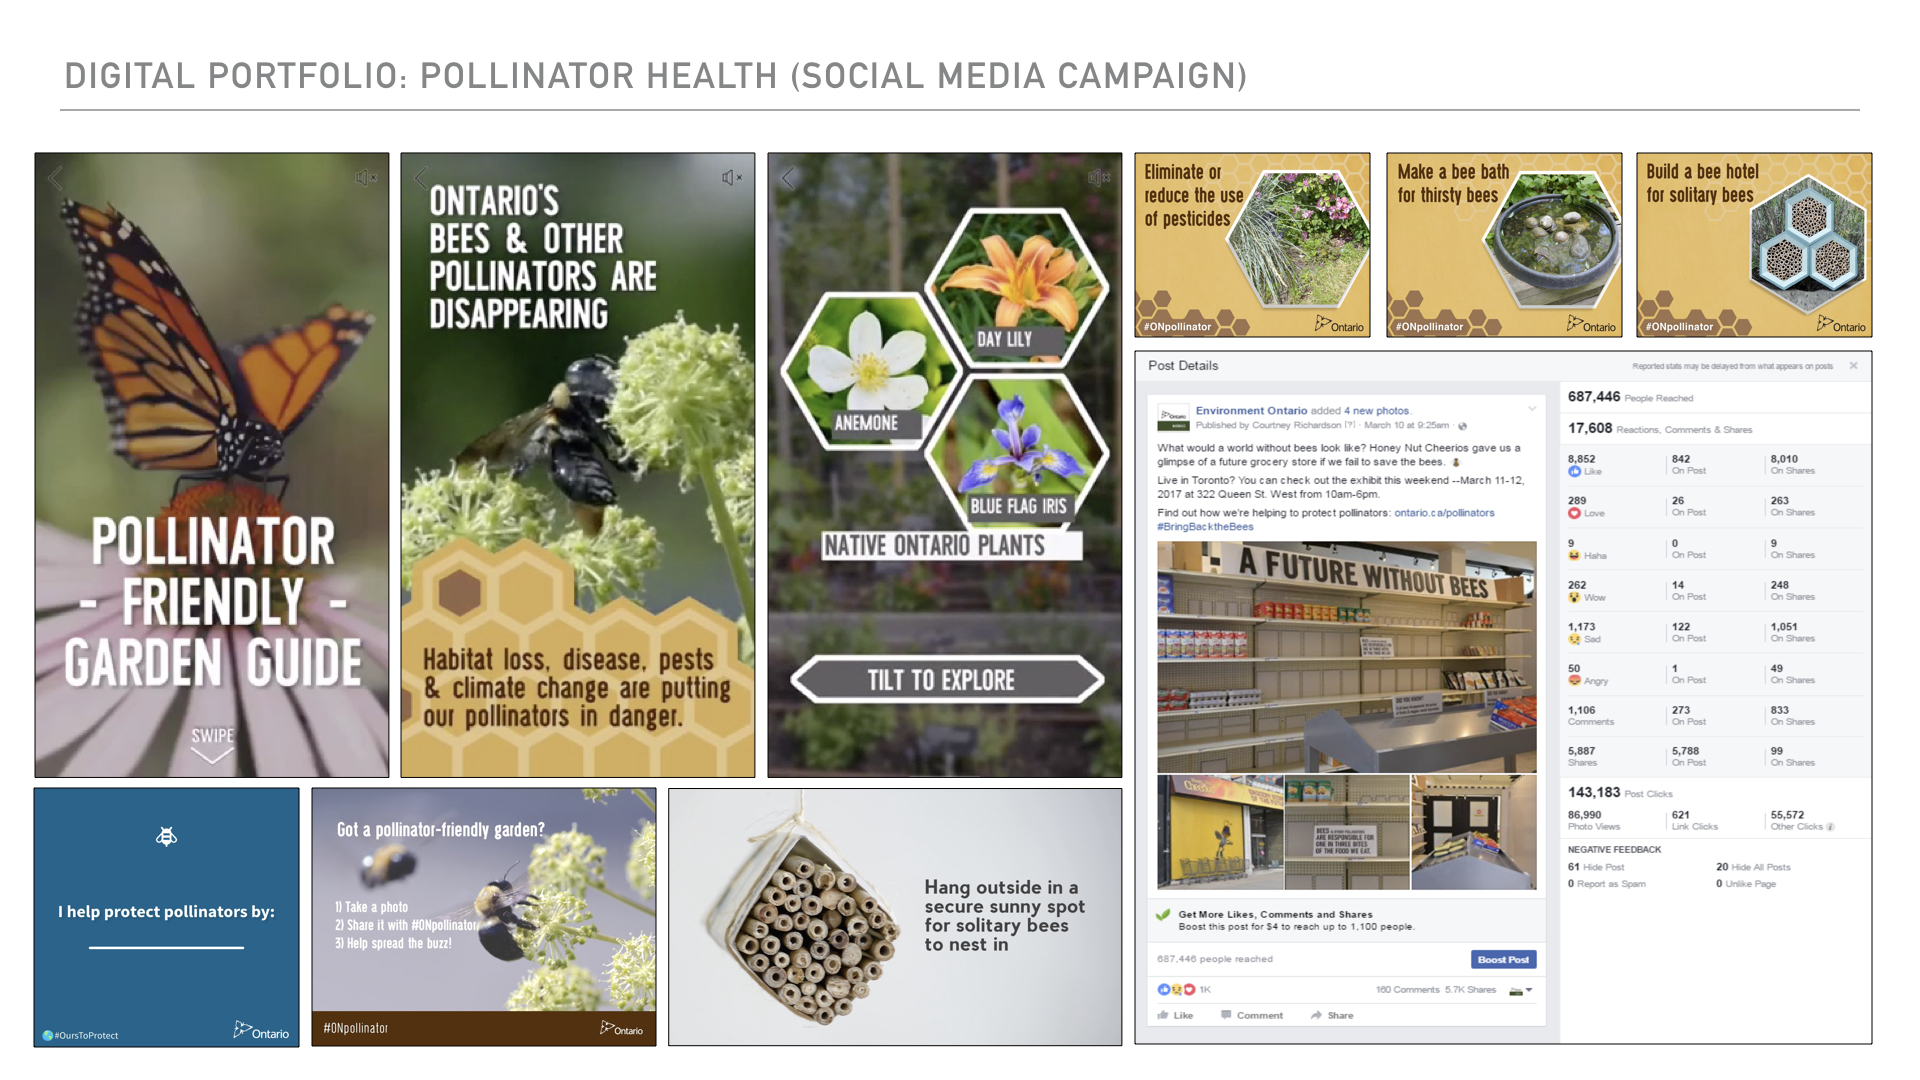 DIGITAL PORTFOLIO: POLLINATOR HEALTH (SOCIAL MEDIA CAMPAIGN)
POLLINATOR
- FRIENDLY -
GARDEN GUIDE
SWIPE
ONTARIO'S
BEES & OTHER
POLLINATORS ARE
DISAPPEARING
Habitat loss, disease, pests
& climate change are putting
our pollinators in danger.
DAY LILY
ANEMONE
BLUE FLAG IRIS
NATIVE ONTARIO PLANTS
TILT TO EXPLORE
Eliminate or
reduce the use
of pesticides
#ONpollinator
Ontario
Make a bee bath
for thirsty bees
#ONpollinator
Ontario
Build a bee hotel
for solitary bees
#ONpollinator
Ontario
I help protect pollinators by:
#OursToProtect
Ontario
Got a pollinator-friendly garden?
1) Take a photo
2) Share it with #ONpollinator
3) Help spread the buzz!
#ONpollinator
Ontario
Hang outside in a
secure sunny spot
for solitary bees
to nest in
Post Details
Reported stats may be delayed from what appears on posts
Environment Ontario added 4 new photos.
Published by Courtney Richardson [?] · March 10 at 9:25am ·
What would a world without bees look like? Honey Nut Cheerios gave us a
glimpse of a future grocery store if we fail to save the bees.
Live in Toronto? You can check out the exhibit this weekend --March 11-12,
2017 at 322 Queen St. West from 10am-6pm.
Find out how we're helping to protect pollinators: ontario.ca/pollinators
#BringBacktheBees
A FUTURE WITHOUT BEES
Cheerios
BEES & OTHER POLLINATORS
ARE RESPONSIBLE FOR
ONE IN THREE BITES
OF THE FOOD WE EAT.
Get More Likes, Comments and Shares
Boost this post for $4 to reach up to 1,100 people.
687,446 people reached
Boost Post
1K
160 Comments 5.7K Shares
Like Comment Share
687,446 People Reached
17,608 Reactions, Comments & Shares
8,852 842 8,010
Like On Post On Shares
289 26 263
Love On Post On Shares
9 0 9
Haha On Post On Shares
262 14 248
Wow On Post On Shares
1,173 122 1,051
Sad On Post On Shares
50 1 49
Angry On Post On Shares
1,106 273 833
Comments On Post On Shares
5,887 5,788 99
Shares On Post On Shares
143,183 Post Clicks
86,990 621 55,572
Photo Views Link Clicks Other Clicks
NEGATIVE FEEDBACK
61 Hide Post 20 Hide All Posts
0 Report as Spam 0 Unlike Page